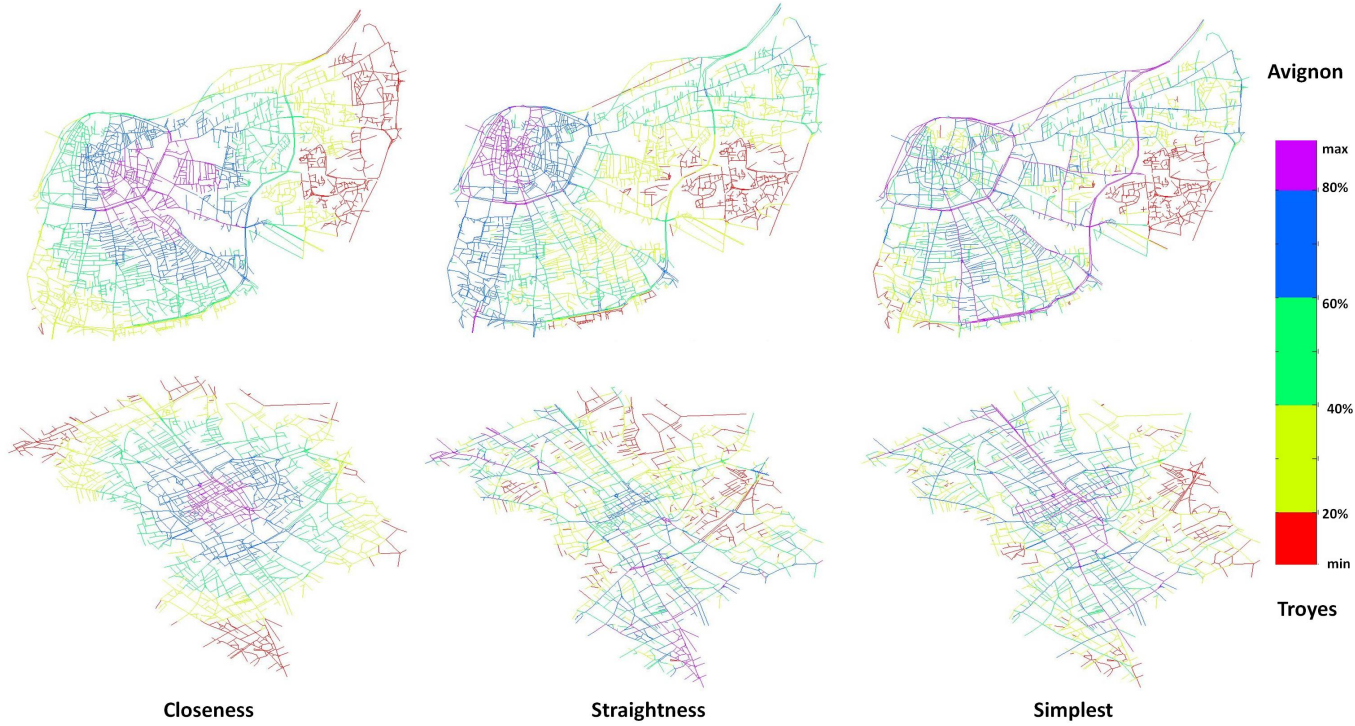 Avignon
max
80%
60%
40%
20%
min
Troyes
Closeness
Straightness
Simplest